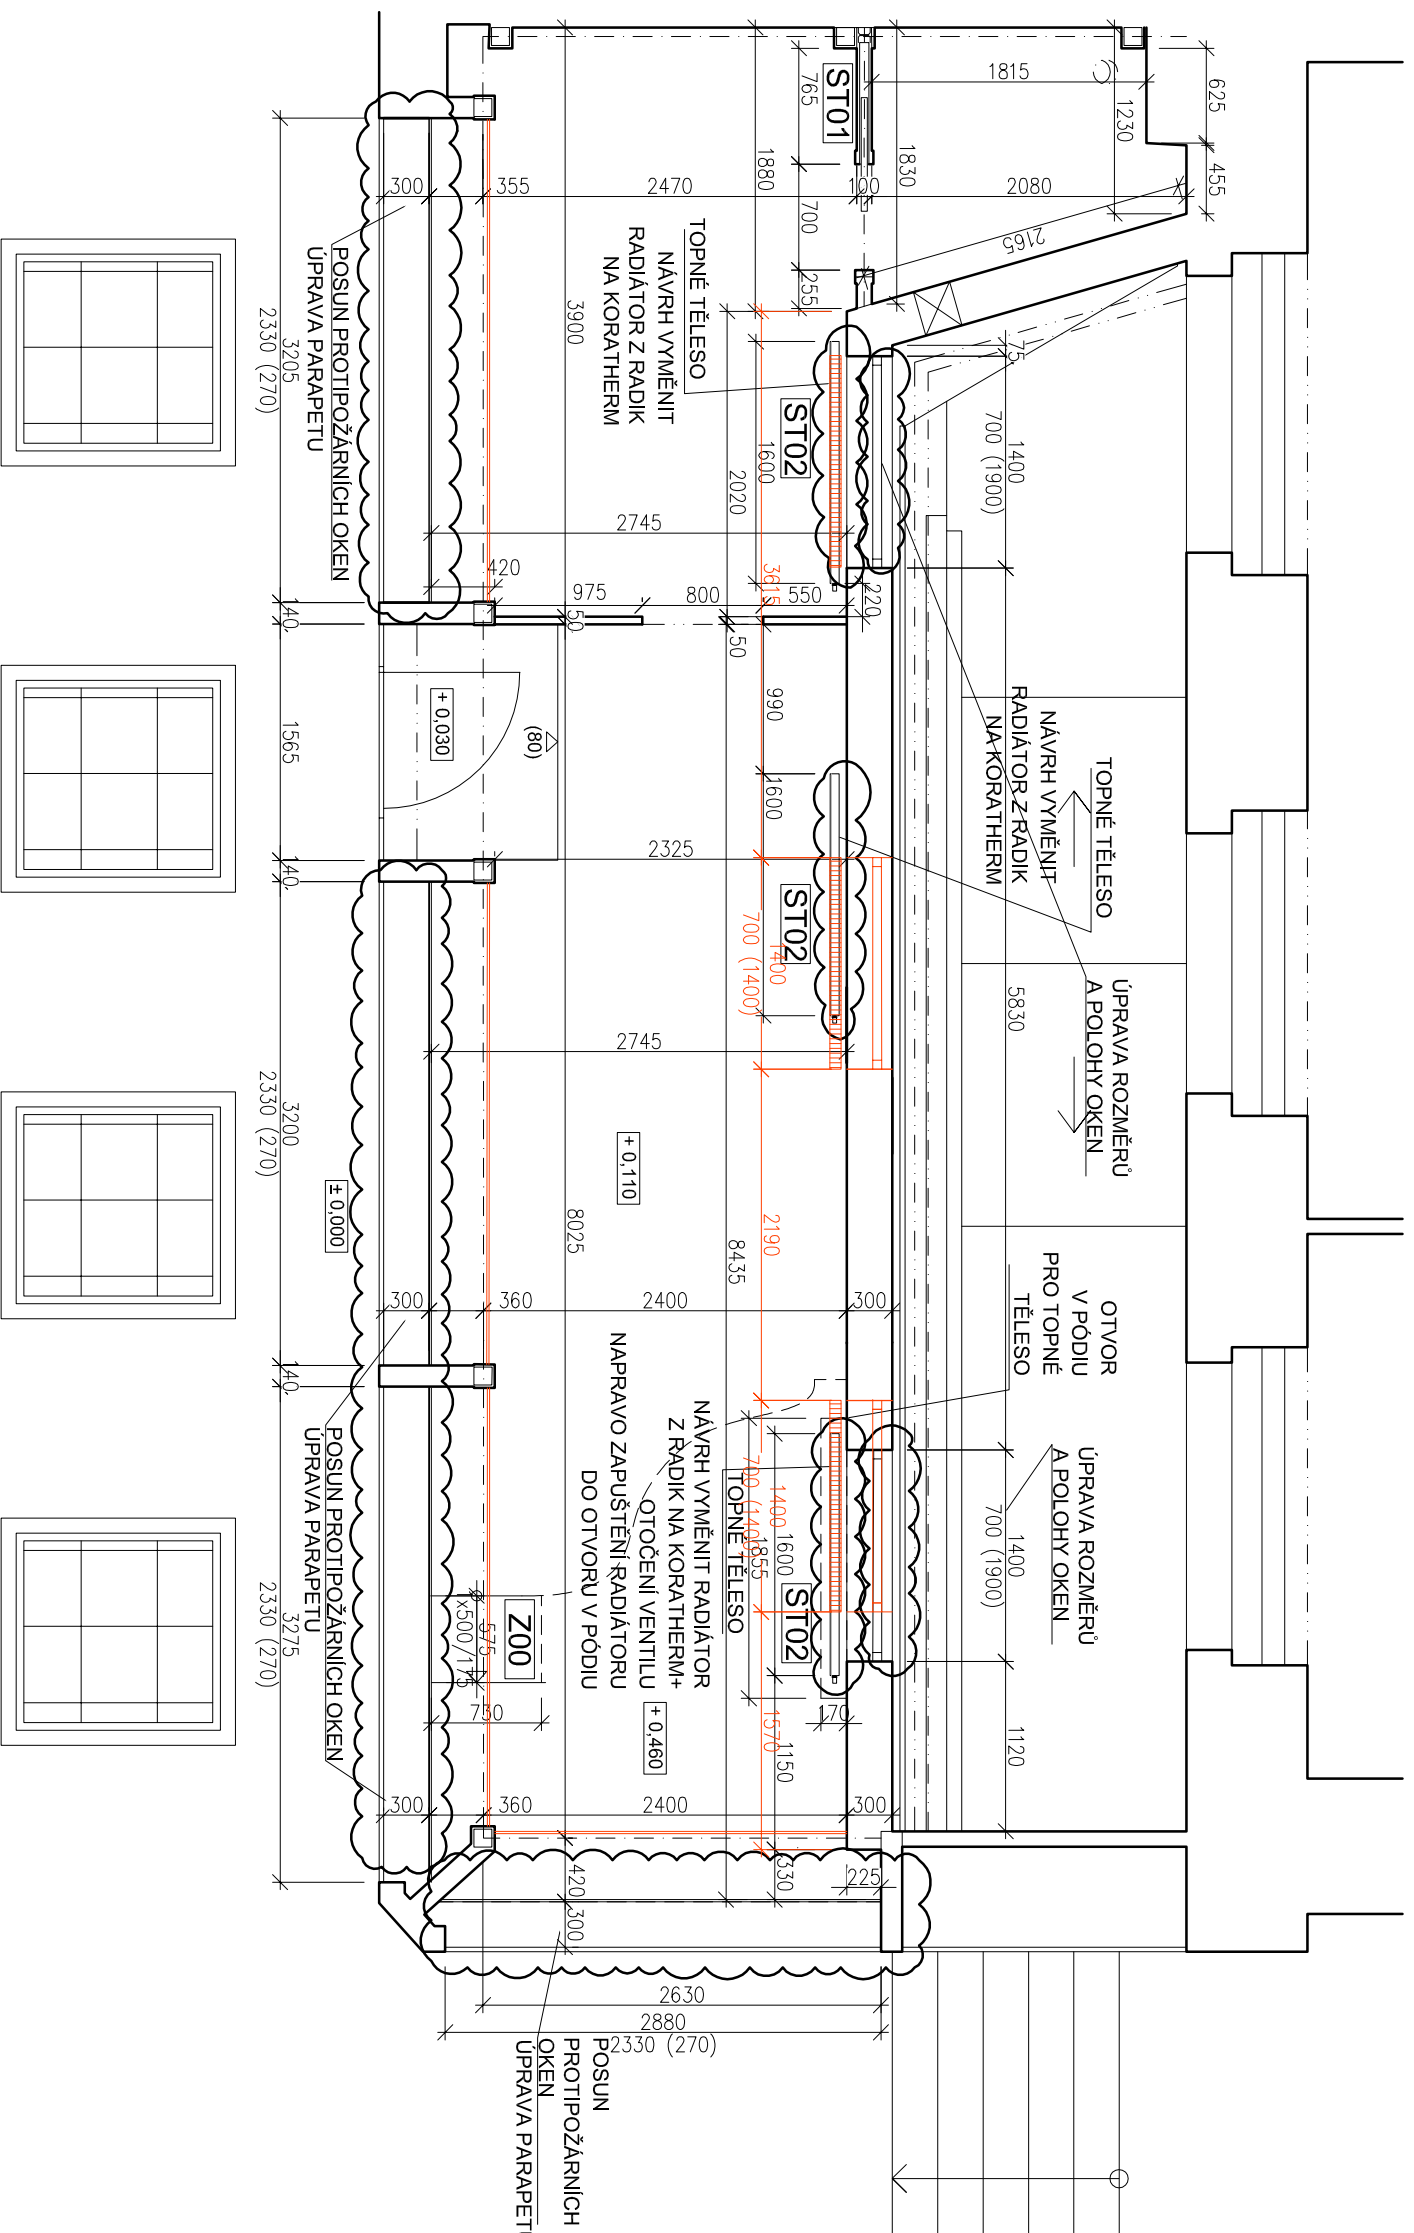 625
455
1815
1230
ST01
765
1880
1830
300
355
2470
100
700
2080
2165
255
TOPNÉ TĚLESO
NÁVRH VYMĚNIT
RADIÁTOR Z RADIK
NA KORATHERM
POSUN PROTIPOŽÁRNÍCH OKEN
ÚPRAVA PARAPETU
3205
2330 (270)
3900
75
1400
700 (1900)
ST02
1600
2020
2745
3615
420
975
800
550
220
140
50
50
990
+ 0,030
(80)
1565
1600
TOPNÉ TĚLESO
NÁVRH VYMĚNIT
RADIÁTOR Z RADIK
NA KORATHERM
2325
140
ST02
1400
700 (1400)
5830
ÚPRAVA ROZMĚRŮ
A POLOHY OKEN
2745
3200
2330 (270)
± 0,000
+ 0,110
8025
2190
8435
300
360
2400
300
140
OTVOR
V PÓDIU
PRO TOPNÉ
TĚLESO
ÚPRAVA ROZMĚRŮ
A POLOHY OKEN
TOPNÉ TĚLESO
NÁVRH VYMĚNIT RADIÁTOR
Z RADIK NA KORATHERM+
OTOČENÍ VENTILU
NAPRAVO ZAPUŠTĚNÍ RADIÁTORU
DO OTVORU V PÓDIU
1400
700 (1400)
1600
1855
ST02
1400
700 (1900)
POSUN PROTIPOŽÁRNÍCH OKEN
ÚPRAVA PARAPETU
3275
2330 (270)
Z00
575
x500/175
730
+ 0,460
170
1570
1150
1120
300
360
2400
300
420
330
225
300
2630
2880
2330 (270)
POSUN
PROTIPOŽÁRNÍCH
OKEN
ÚPRAVA PARAPETU